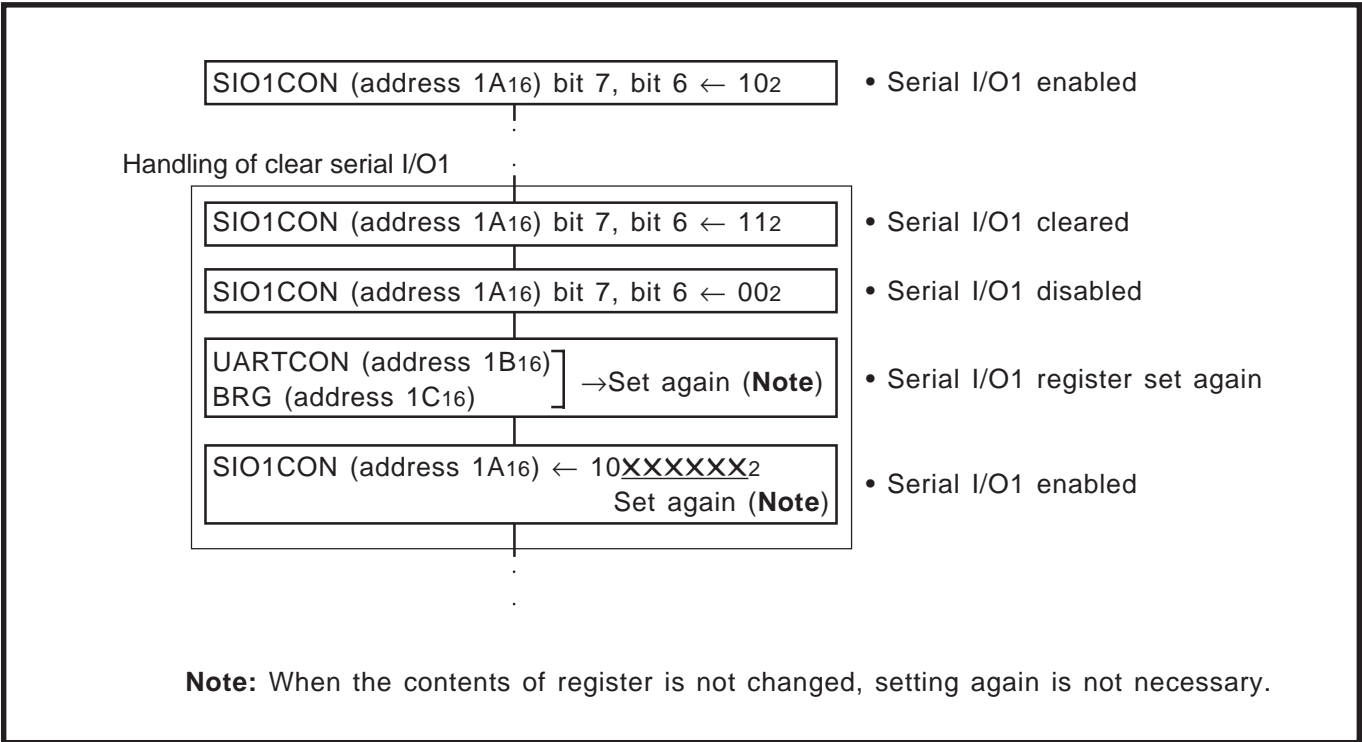 SIO1CON (address 1A16) bit 7, bit 6 ← 102 • Serial I/O1 enabled
Handling of clear serial I/O1
SIO1CON (address 1A16) bit 7, bit 6 ← 112 • Serial I/O1 cleared
SIO1CON (address 1A16) bit 7, bit 6 ← 002 • Serial I/O1 disabled
UARTCON (address 1B16)
BRG (address 1C16)
→Set again (Note) • Serial I/O1 register set again
SIO1CON (address 1A16) ← 10XXXXXX2
Set again (Note)
• Serial I/O1 enabled
Note: When the contents of register is not changed, setting again is not necessary.